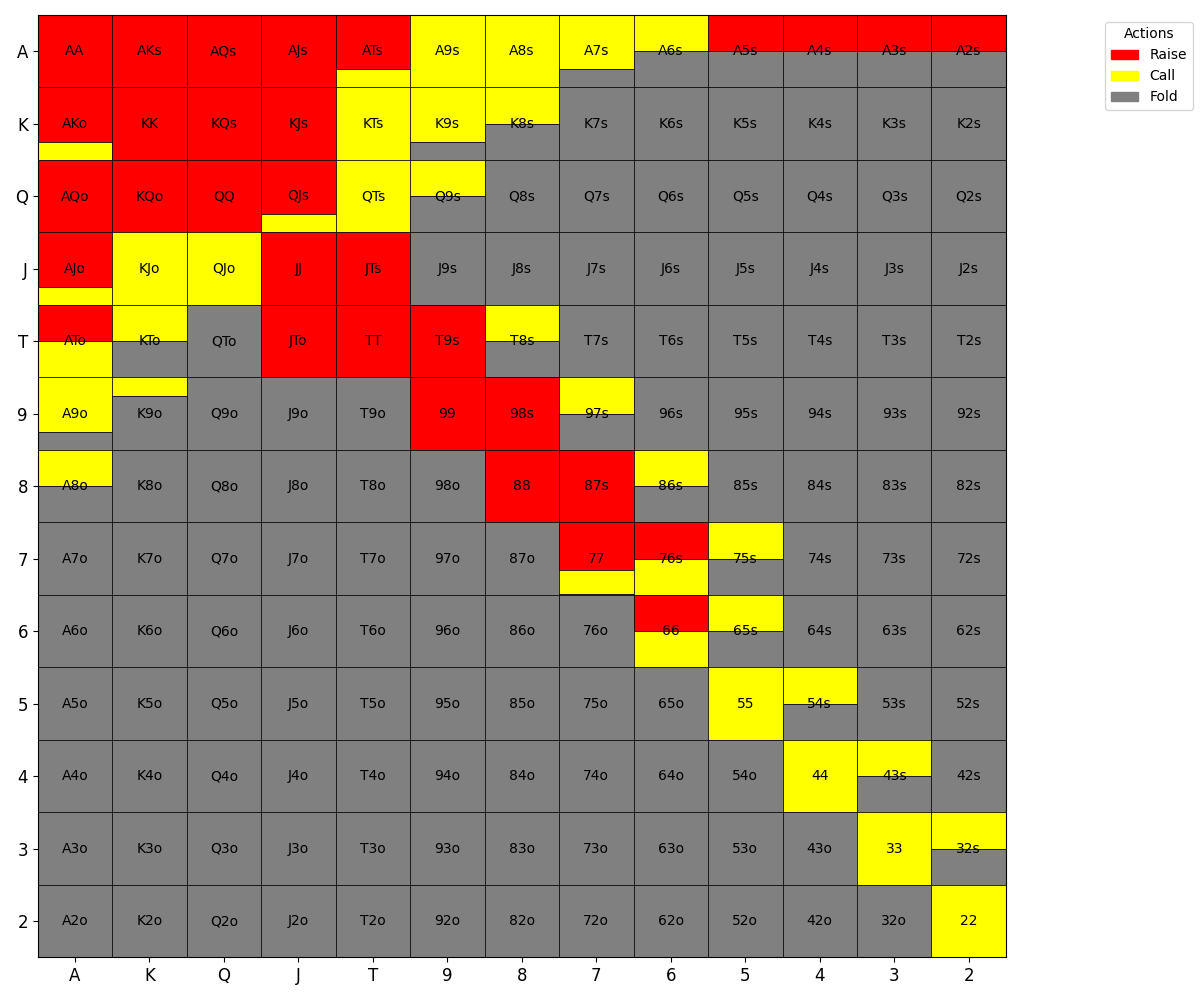 Actions
Raise
Call
Fold
A AA AKs AQs AJs ATs A9s A8s A7s A6s A5s A4s A3s A2s
K AKo KK KQs KJs KTs K9s K8s K7s K6s K5s K4s K3s K2s
Q AQo KQo QQ QJs QTs Q9s Q8s Q7s Q6s Q5s Q4s Q3s Q2s
J AJo KJo QJo JJ JTs J9s J8s J7s J6s J5s J4s J3s J2s
T ATo KTo QTo JTo TT T9s T8s T7s T6s T5s T4s T3s T2s
9 A9o K9o Q9o J9o T9o 99 98s 97s 96s 95s 94s 93s 92s
8 A8o K8o Q8o J8o T8o 98o 88 87s 86s 85s 84s 83s 82s
7 A7o K7o Q7o J7o T7o 97o 87o 77 76s 75s 74s 73s 72s
6 A6o K6o Q6o J6o T6o 96o 86o 76o 66 65s 64s 63s 62s
5 A5o K5o Q5o J5o T5o 95o 85o 75o 65o 55 54s 53s 52s
4 A4o K4o Q4o J4o T4o 94o 84o 74o 64o 54o 44 43s 42s
3 A3o K3o Q3o J3o T3o 93o 83o 73o 63o 53o 43o 33 32s
2 A2o K2o Q2o J2o T2o 92o 82o 72o 62o 52o 42o 32o 22
A K Q J T 9 8 7 6 5 4 3 2